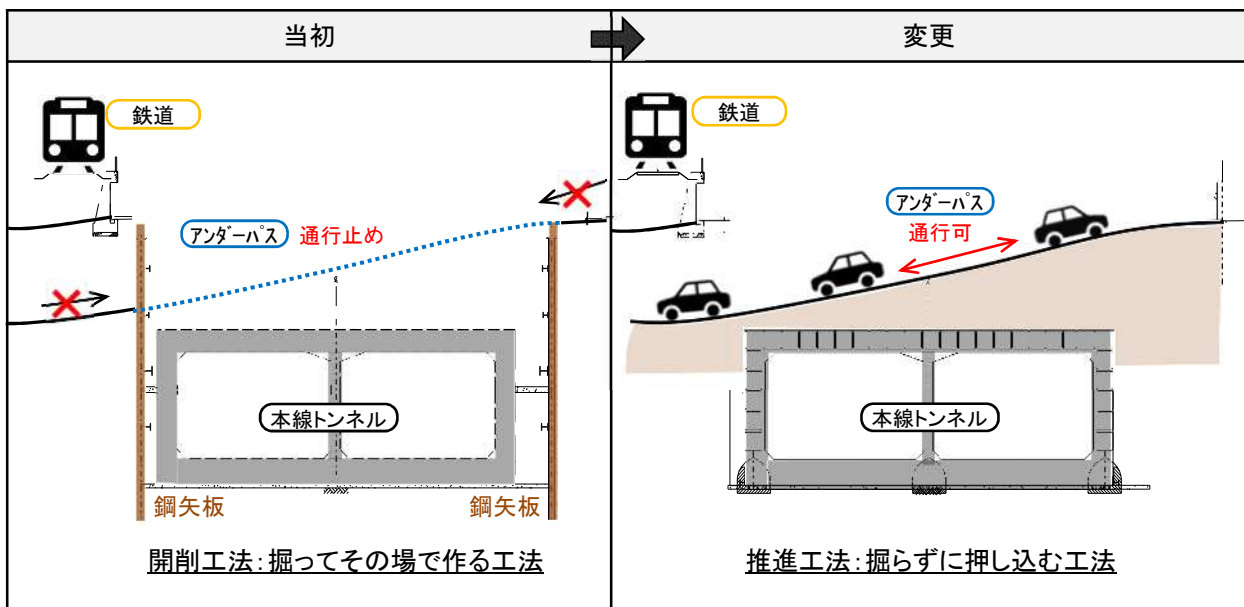 当初
変更
鉄道
アンダーパス 通行止め
本線トンネル
鋼矢板
鋼矢板
開削工法：掘ってその場で作る工法
鉄道
アンダーパス
通行可
本線トンネル
推進工法：掘らずに押し込む工法